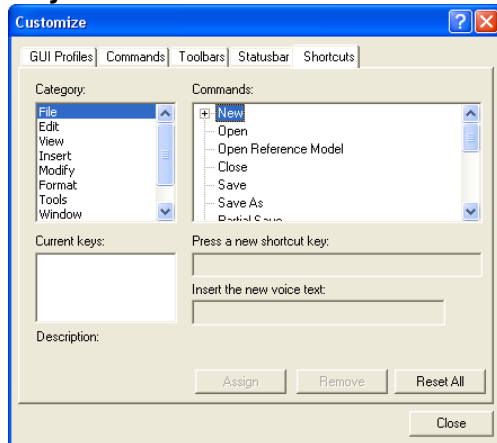 Customize
GUI Profiles Commands Toolbars Statusbar Shortcuts
Category: Commands:
File
Edit
View
Insert
Modify
Format
Tools
Window
New
Open
Open Reference Model
Close
Save
Save As
Partial Save
Current keys: Press a new shortcut key:
Insert the new voice text:
Description:
Assign Remove Reset All
Close